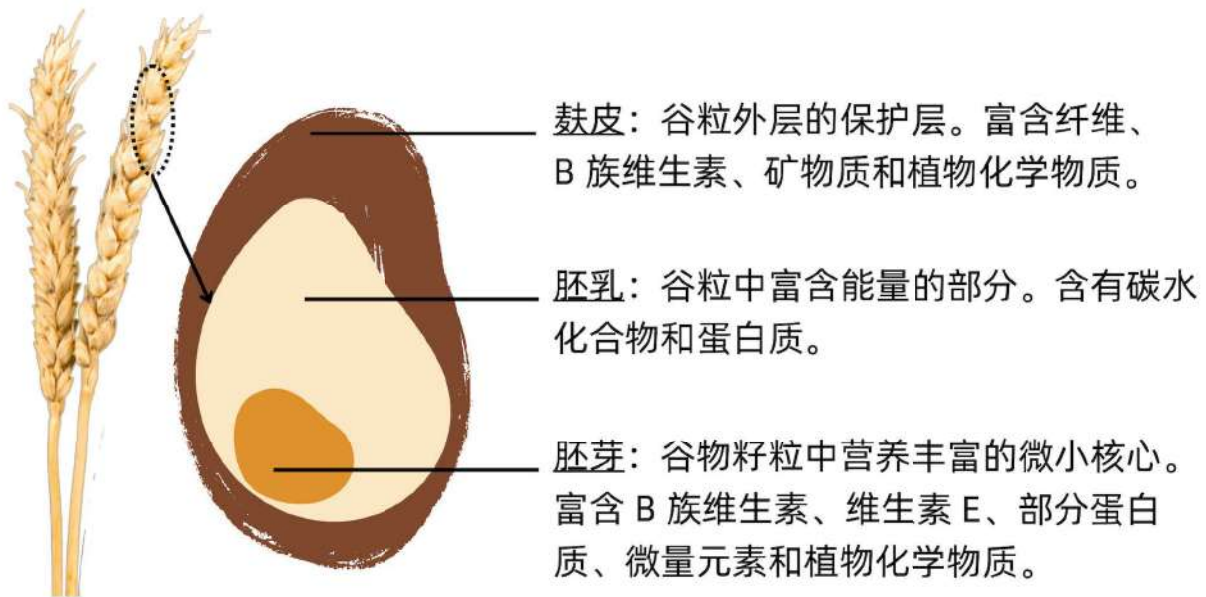 麸皮：谷粒外层的保护层。富含纤维、
B 族维生素、矿物质和植物化学物质。
胚乳：谷粒中富含能量的部分。含有碳水
化合物和蛋白质。
胚芽：谷物籽粒中营养丰富的微小核心。
富含 B 族维生素、维生素 E、部分蛋白
质、微量元素和植物化学物质。